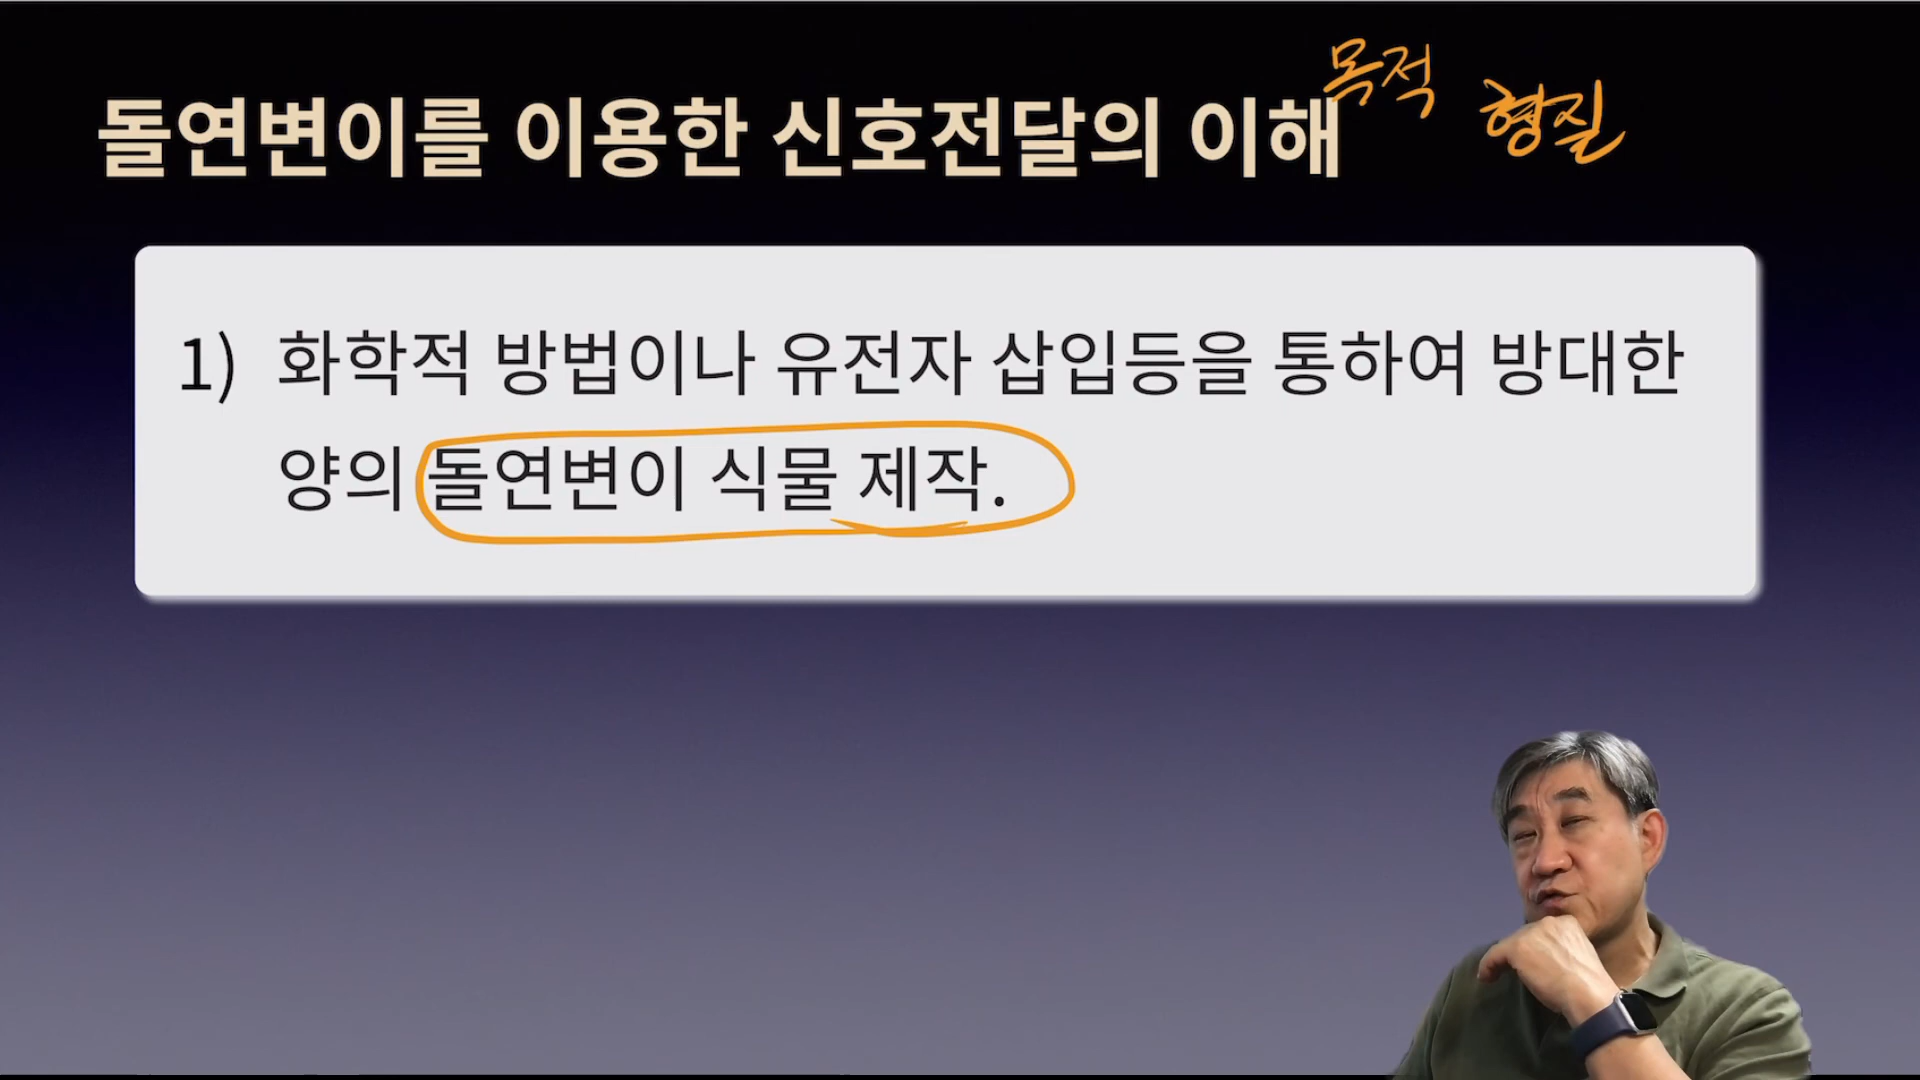 목적 형질
돌연변이를 이용한 신호전달의 이해
1) 화학적 방법이나 유전자 삽입등을 통하여 방대한
양의 돌연변이 식물 제작.